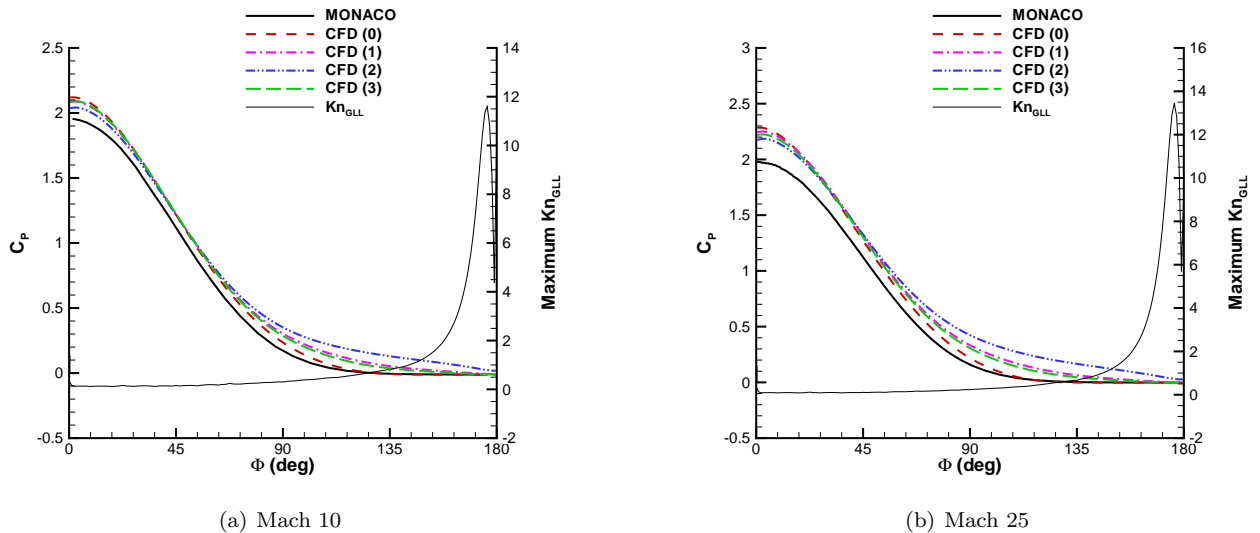 MONACO
CFD (0)
CFD (1)
CFD (2)
CFD (3)
Kn_GLL
2.5
2
1.5
1
0.5
0
-0.5
C_P
14
12
10
8
6
4
2
0
-2
Maximum Kn_GLL
0 45 90 135 180
Φ (deg)
(a) Mach 10
MONACO
CFD (0)
CFD (1)
CFD (2)
CFD (3)
Kn_GLL
3
2.5
2
1.5
1
0.5
0
-0.5
C_P
16
14
12
10
8
6
4
2
0
-2
Maximum Kn_GLL
0 45 90 135 180
Φ (deg)
(b) Mach 25